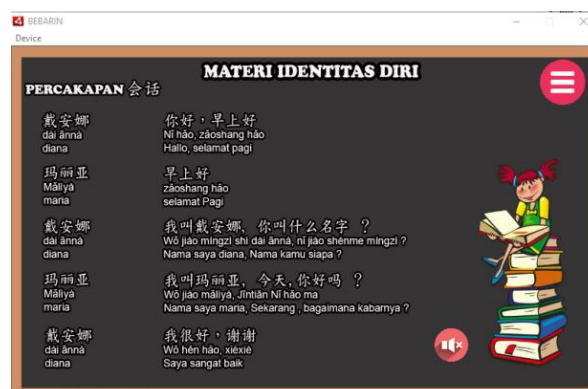 BEBARIN
Device
MATERI IDENTITAS DIRI
PERCAKAPAN 会话
戴安娜 你好，早上好
dài ānnà Nǐ hǎo, zǎoshang hǎo
diana Hallo, selamat pagi
玛丽亚 早上好
Mǎlìyà zǎoshang hǎo
maria selamat Pagi
戴安娜 我叫戴安娜, 你叫什么名字 ？
dài ānnà Wǒ jiào míngzì shì dài ānnà, nǐ jiào shénme míngzì ?
diana Nama saya diana, Nama kamu siapa ?
玛丽亚 我叫玛丽亚, 今天,你好吗 ？
Mǎlìyà Wǒ jiào mǎlìyà, Jīntiān Nǐ hǎo ma
maria Nama saya maria, Sekarang , bagaimana kabarnya ?
戴安娜 我很好，谢谢
dài ānnà Wǒ hěn hǎo, xièxiè
diana Saya sangat baik